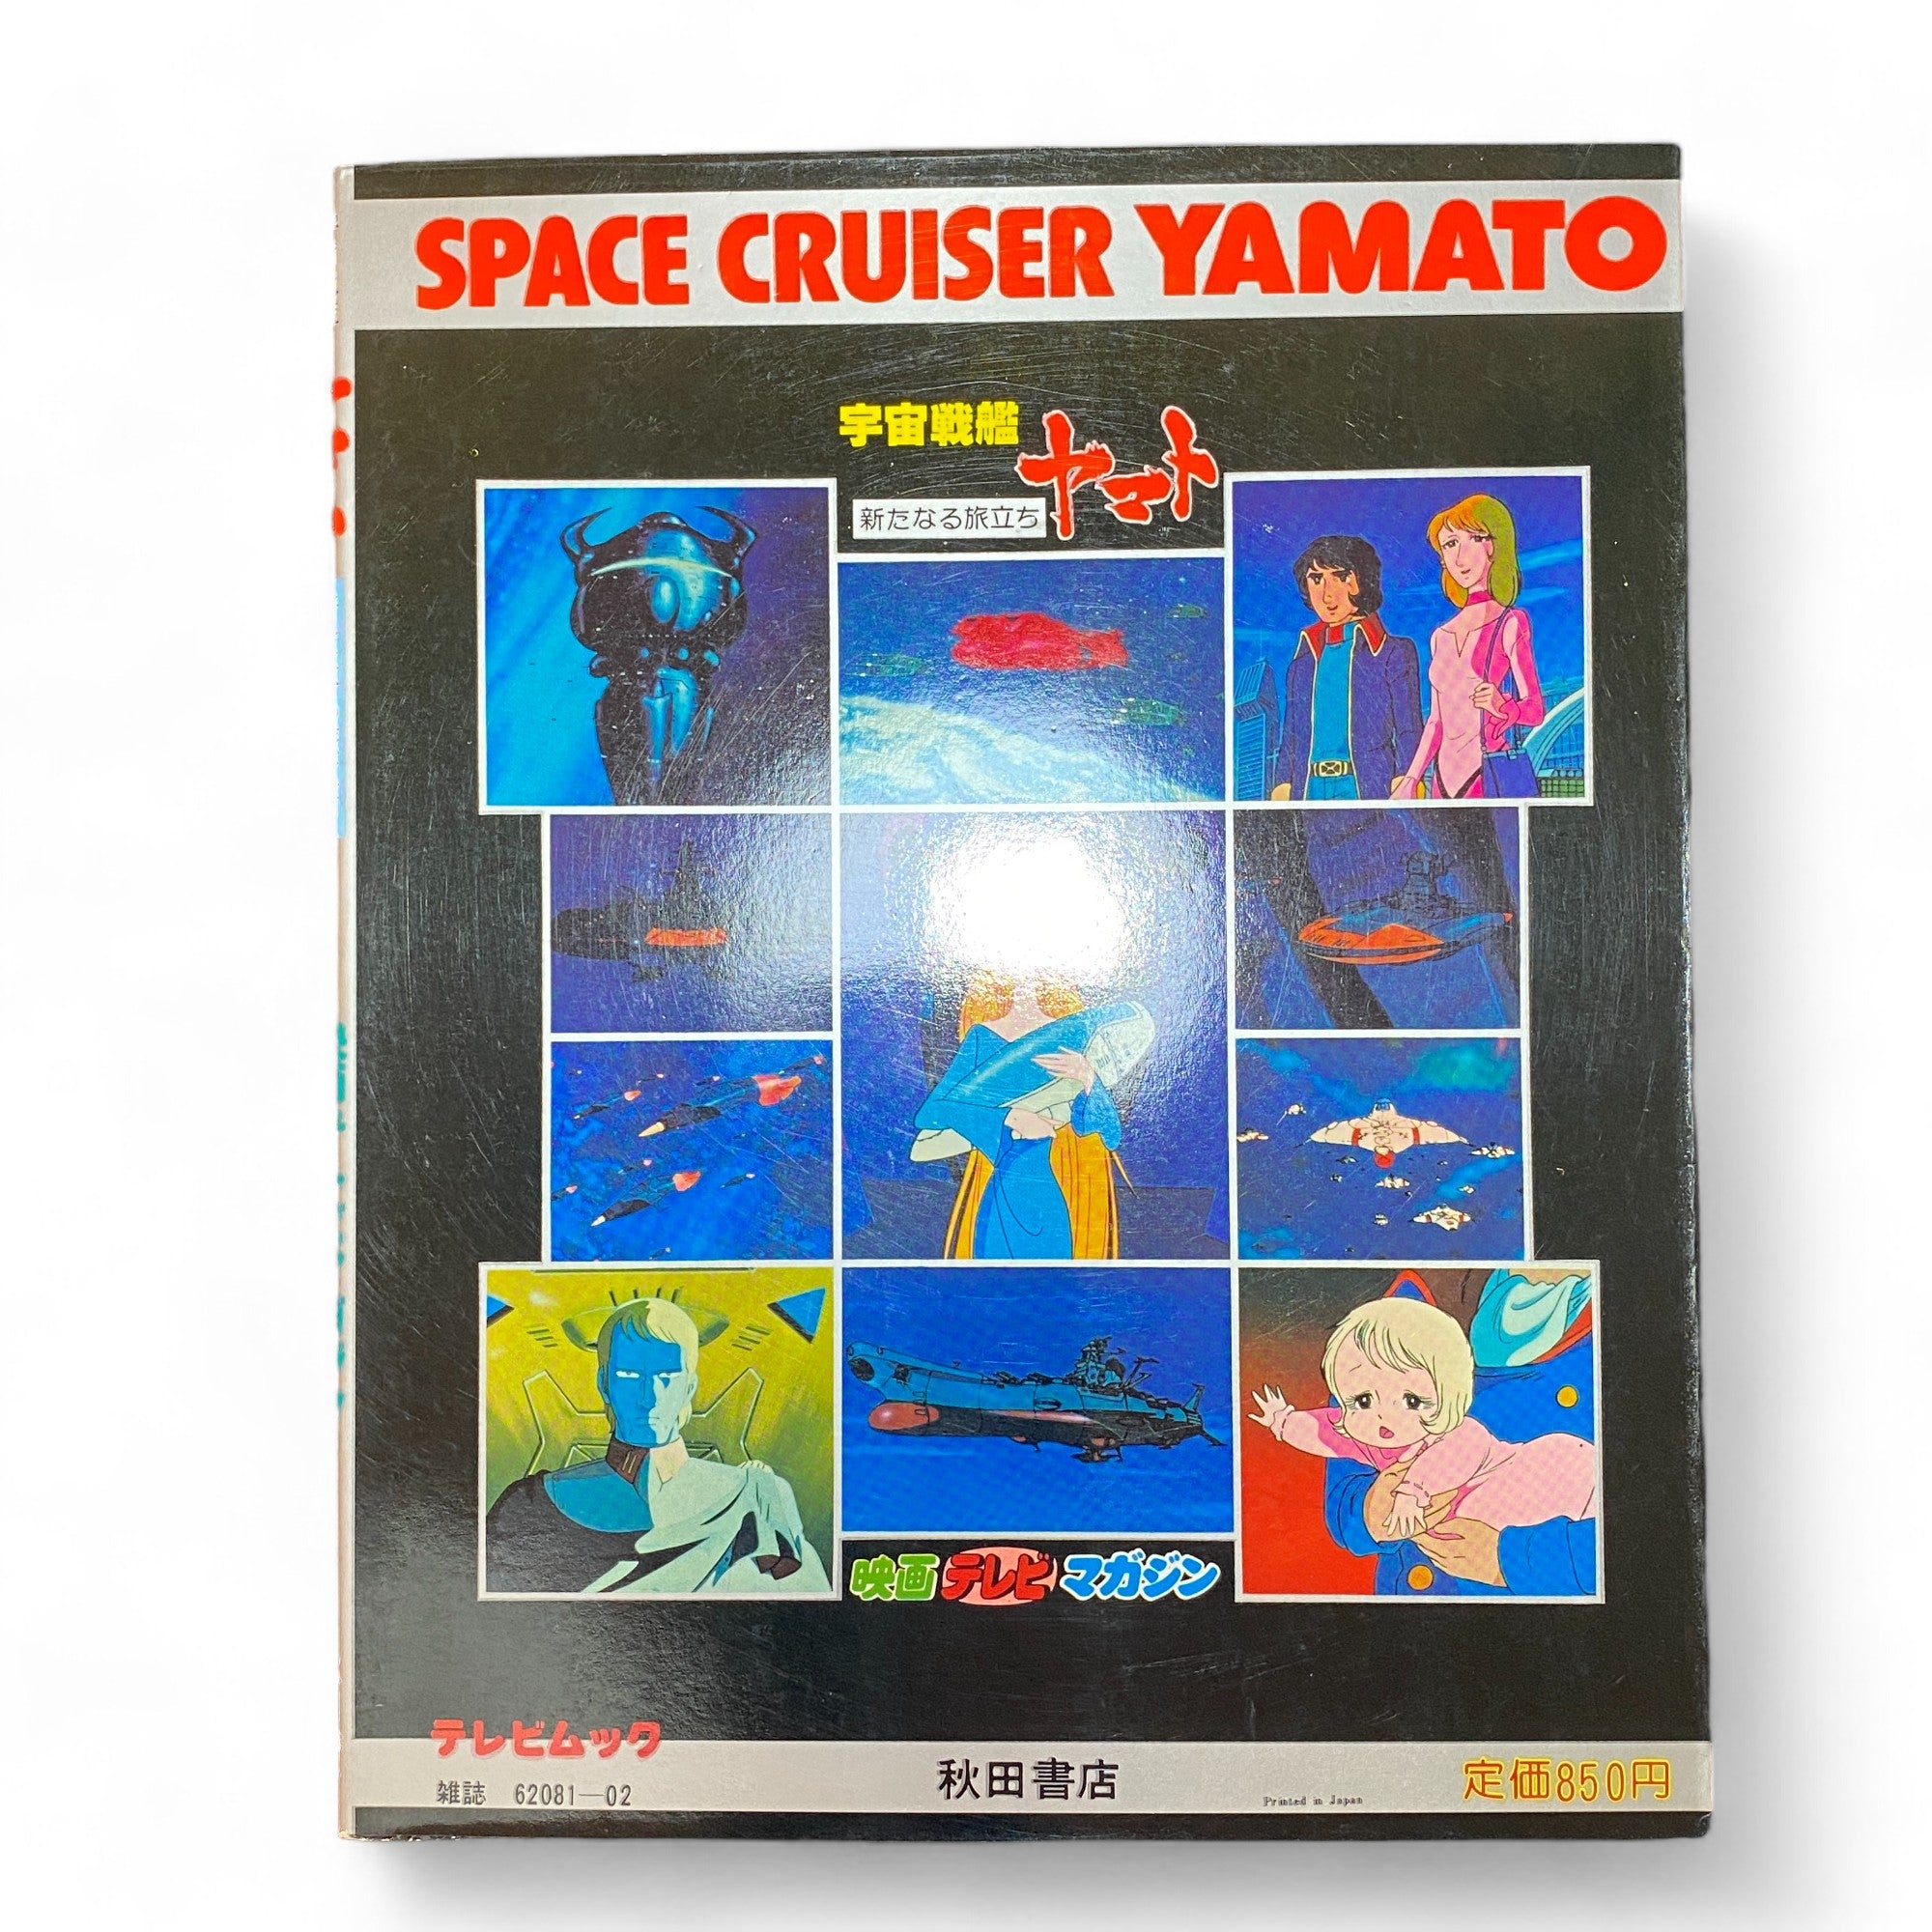 SPACE CRUISER YAMATO
宇宙戦艦
ヤマト
新たなる旅立ち
映画テレビマガジン
テレビムック
雑誌 62081—02
秋田書店
Printed in Japan
定価850円